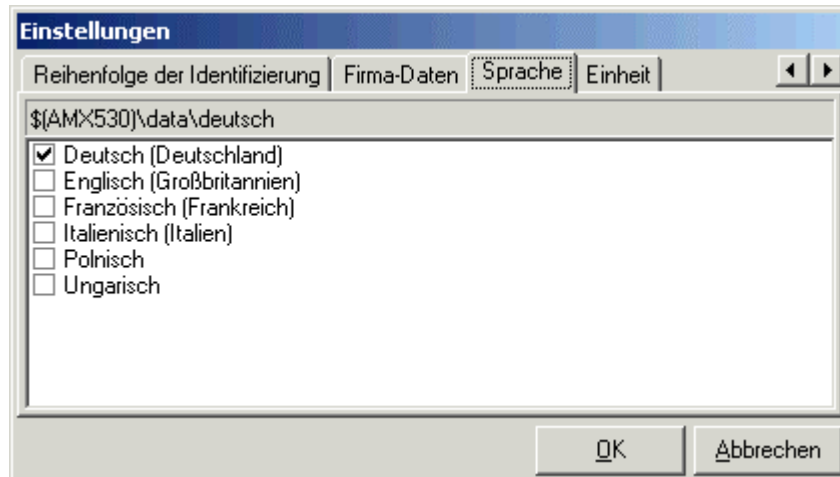 Einstellungen
Reihenfolge der Identifizierung Firma-Daten Sprache Einheit
$(AMX530)\data\deutsch
Deutsch (Deutschland)
Englisch (Großbritannien)
Französisch (Frankreich)
Italienisch (Italien)
Polnisch
Ungarisch
OK Abbrechen